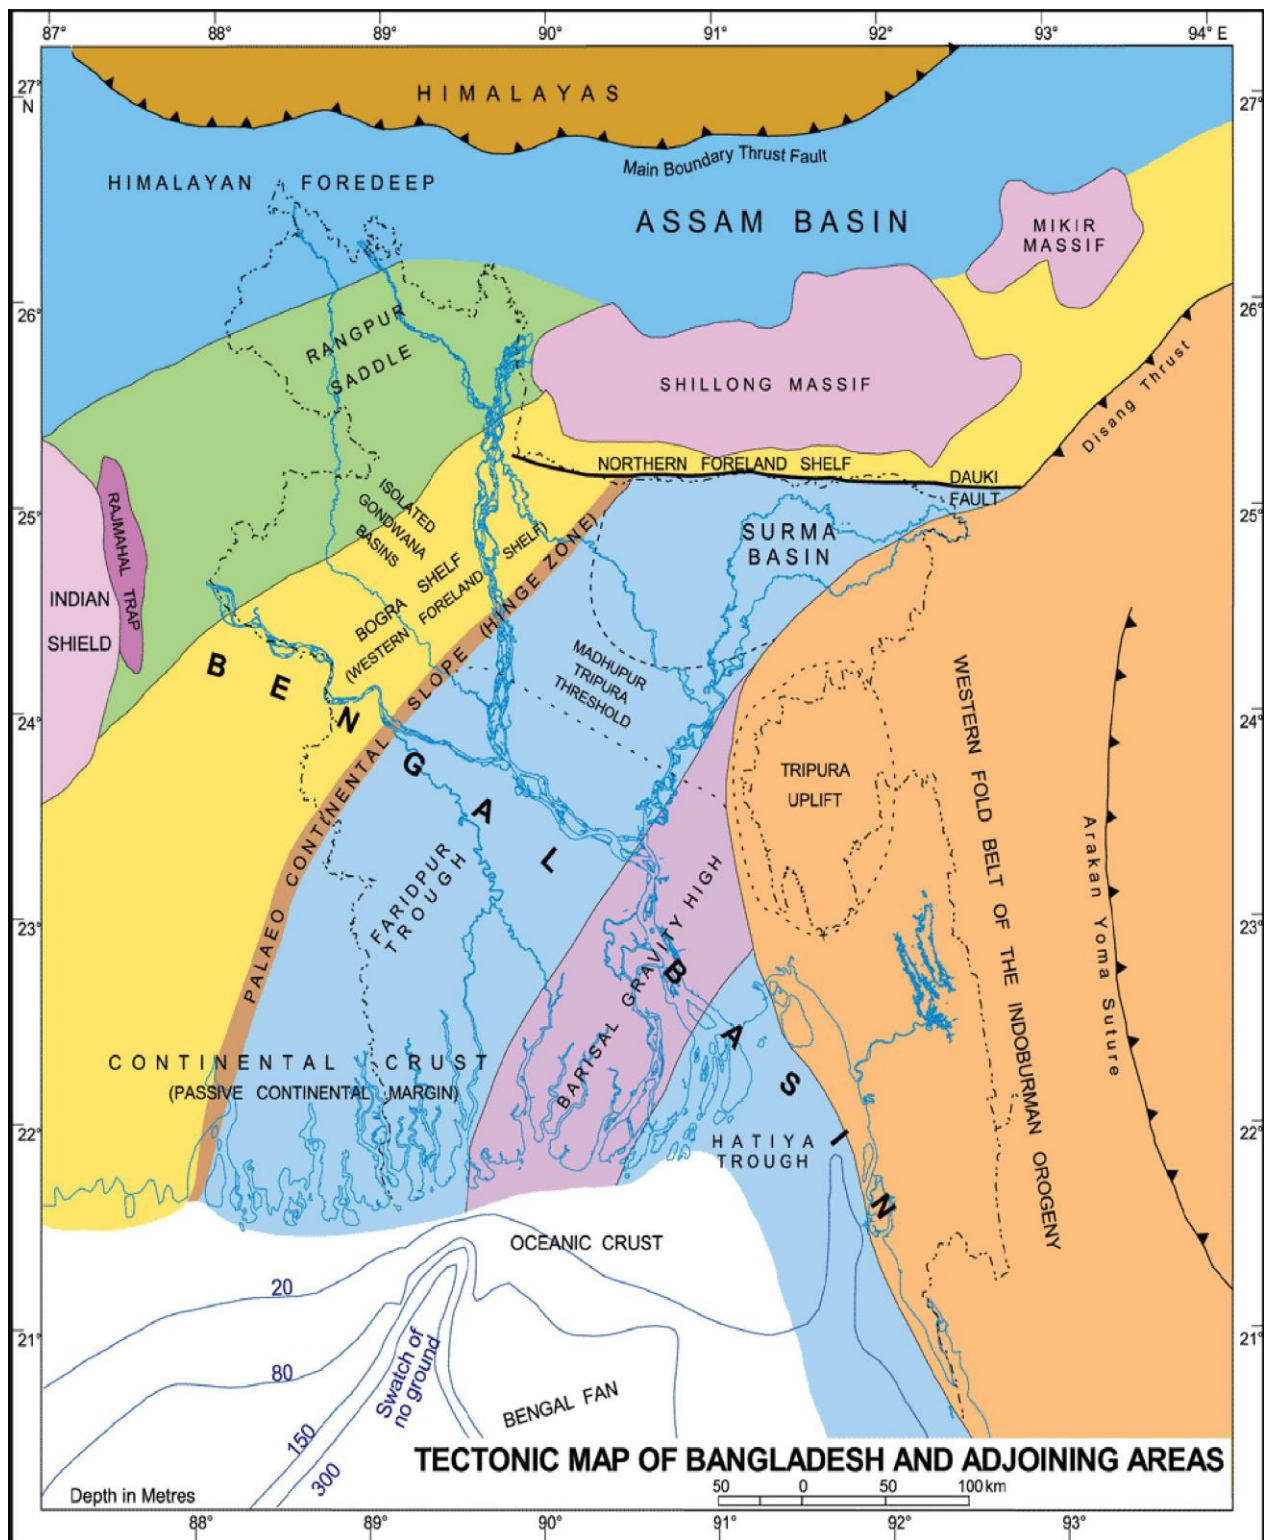 87° 88° 89° 90° 91° 92° 93° 94° E
27°
N
27°
HIMALAYAS
Main Boundary Thrust Fault
HIMALAYAN FOREDEEP
ASSAM BASIN
MIKIR
MASSIF
26°
26°
RANGPUR
SADDLE
SHILLONG MASSIF
Disang Thrust
NORTHERN FORELAND SHELF
DAUKI
FAULT
RAJMAHAL TRAP
ISOLATED
GONDWANA
BASINS
25°
25°
SURMA
BASIN
BOGRA SHELF
(WESTERN FORELAND SHELF)
INDIAN
SHIELD
PALAEO CONTINENTAL SLOPE (HINGE ZONE)
MADHUPUR
TRIPURA
THRESHOLD
BENGAL BASIN
24°
24°
TRIPURA
UPLIFT
WESTERN FOLD BELT OF THE INDOBURMAN OROGENY
Arakan Yoma Suture
FARIDPUR
TROUGH
BARISAL GRAVITY HIGH
23°
23°
CONTINENTAL CRUST
(PASSIVE CONTINENTAL MARGIN)
22°
22°
HATIYA
TROUGH
OCEANIC CRUST
20
21°
21°
80
Swatch of
no ground
BENGAL FAN
150
300
TECTONIC MAP OF BANGLADESH AND ADJOINING AREAS
Depth in Metres
50 0 50 100 km
88° 89° 90° 91° 92° 93°